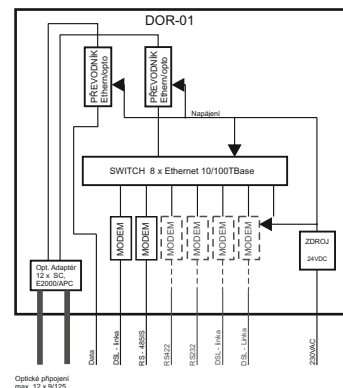 DOR-01
PŘEVODNÍK
Ethern/opto
PŘEVODNÍK
Ethern/opto
Napájení
SWITCH 8 x Ethernet 10/100TBase
MODEM
MODEM
MODEM
MODEM
MODEM
MODEM
ZDROJ
24VDC
Opt. Adaptér
12 x SC,
E2000/APC
Data
DSL - linka
RS - 485IS
RS422
RS232
DSL - linka
DSL - Linka
230VAC
Optické připojení
max. 12 x 9/125